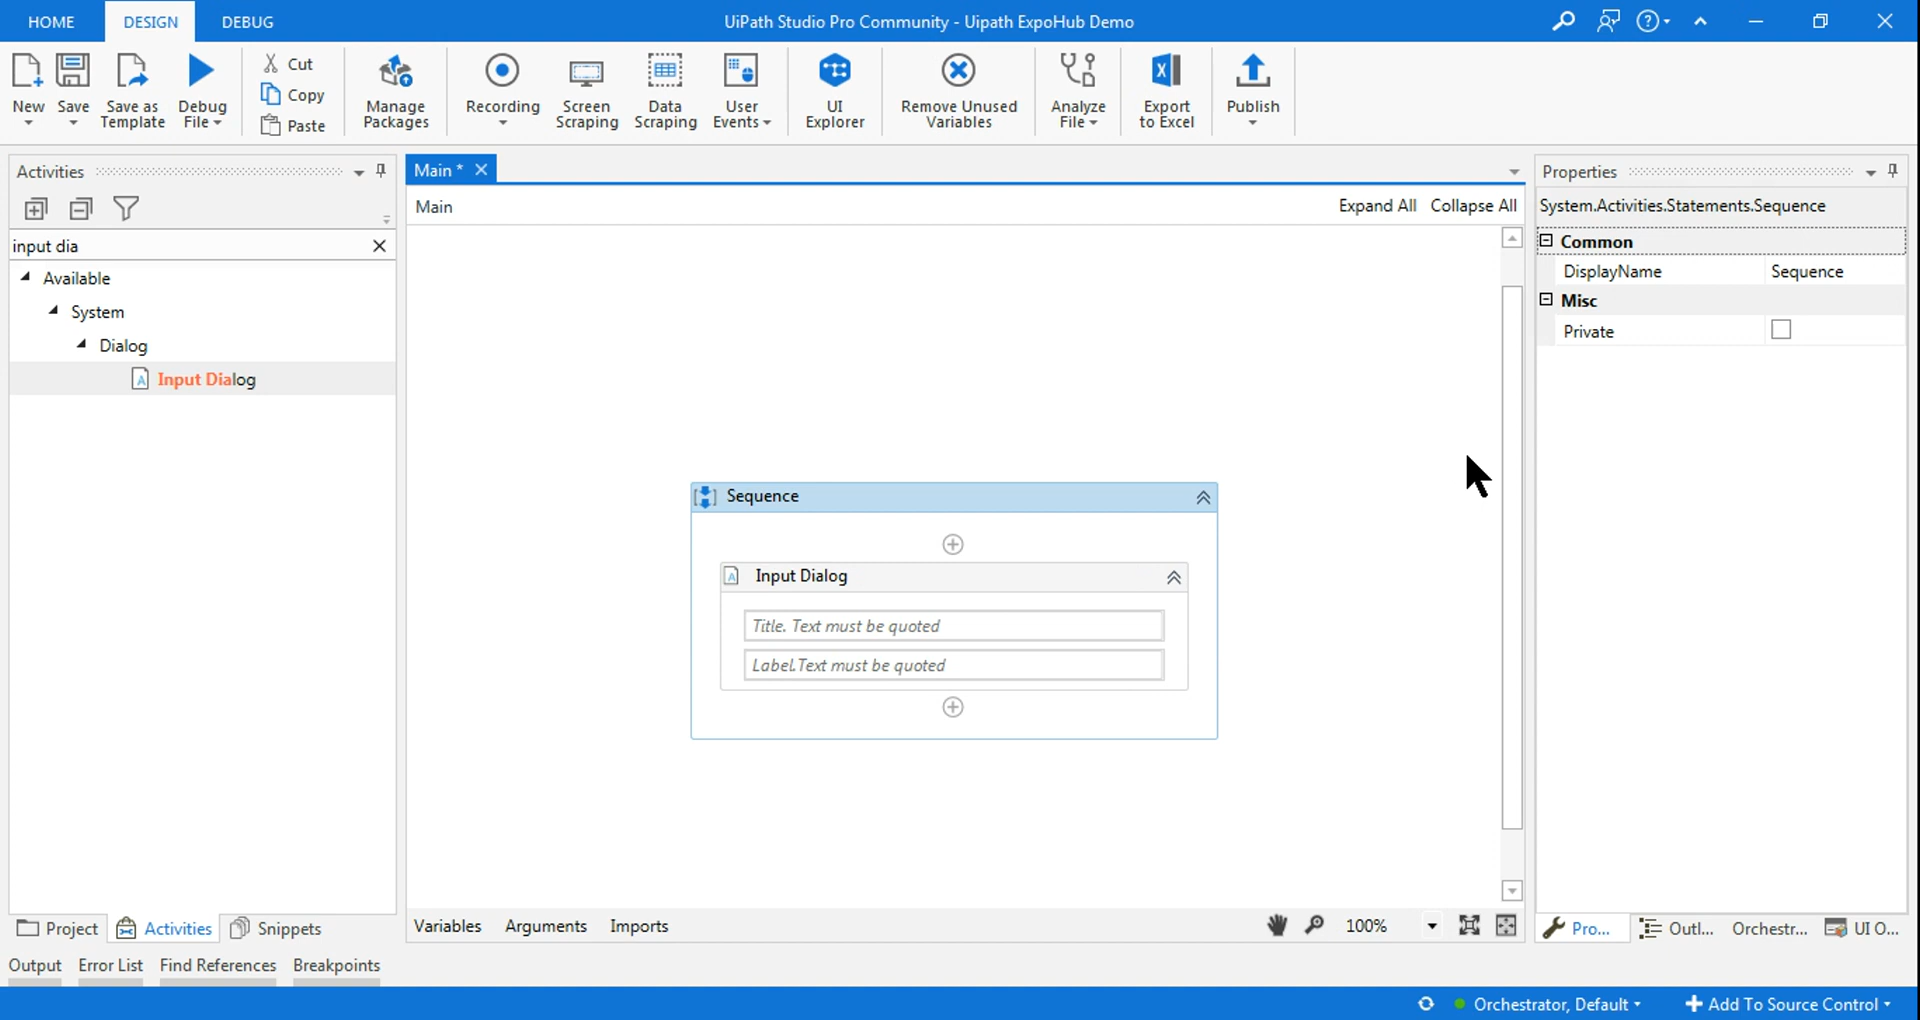 HOME DESIGN DEBUG UiPath Studio Pro Community - Uipath ExpoHub Demo
New Save Save as Template Debug File
Cut
Copy
Paste
Manage Packages
Recording Screen Scraping Data Scraping User Events
UI Explorer
Remove Unused Variables
Analyze File
Export to Excel
Publish
Activities
input dia
Available
System
Dialog
Input Dialog
Project Activities Snippets
Main *
Main Expand All Collapse All
Sequence
Input Dialog
Title. Text must be quoted
Label.Text must be quoted
Variables Arguments Imports 100%
Properties
System.Activities.Statements.Sequence
Common
DisplayName Sequence
Misc
Private
Pro... Outl... Orchestr... UI O...
Output Error List Find References Breakpoints
Orchestrator, Default Add To Source Control